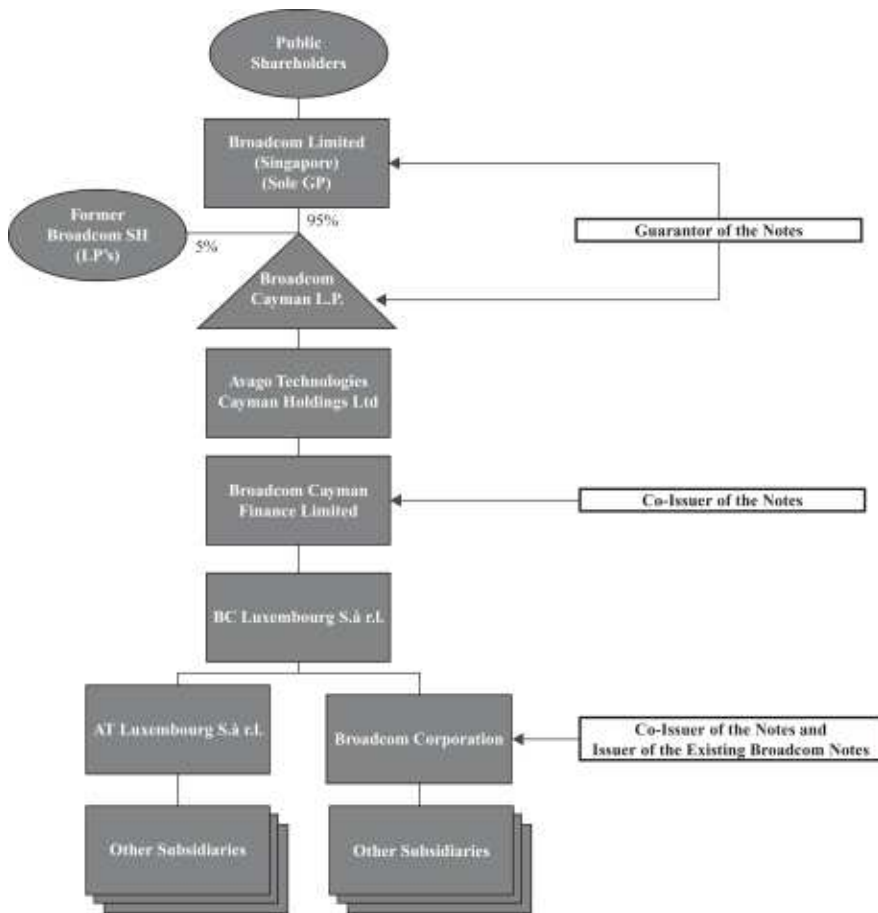 Public
Shareholders
Broadcom Limited
(Singapore)
(Sole GP)
95%
Former
Broadcom SH
(LP's)
5%
Guarantor of the Notes
Broadcom
Cayman L.P.
Avago Technologies
Cayman Holdings Ltd
Broadcom Cayman
Finance Limited
Co-Issuer of the Notes
BC Luxembourg S.à r.l.
AT Luxembourg S.à r.l.
Broadcom Corporation
Co-Issuer of the Notes and
Issuer of the Existing Broadcom Notes
Other Subsidiaries
Other Subsidiaries